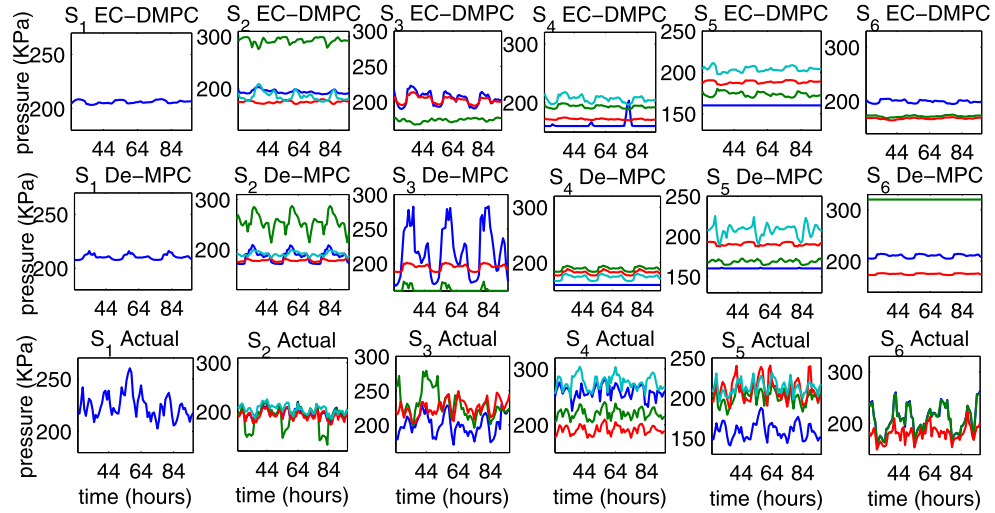 S1 EC-DMPC S2 EC-DMPC S3 EC-DMPC S4 EC-DMPC S5 EC-DMPC S6 EC-DMPC
pressure (KPa)
250 200
300 200
250 200
300 200
250 200 150
300 200
44 64 84 44 64 84 44 64 84 44 64 84 44 64 84 44 64 84
S1 De-MPC S2 De-MPC S3 De-MPC S4 De-MPC S5 De-MPC S6 De-MPC
pressure (KPa)
250 200
300 200
300 250 200
300 200
250 200 150
300 200
44 64 84 44 64 84 44 64 84 44 64 84 44 64 84 44 64 84
S1 Actual S2 Actual S3 Actual S4 Actual S5 Actual S6 Actual
pressure (KPa)
250 200
300 200
300 250 200
300 200
250 200 150
300 200
44 64 84 44 64 84 44 64 84 44 64 84 44 64 84 44 64 84
time (hours) time (hours) time (hours) time (hours) time (hours) time (hours)